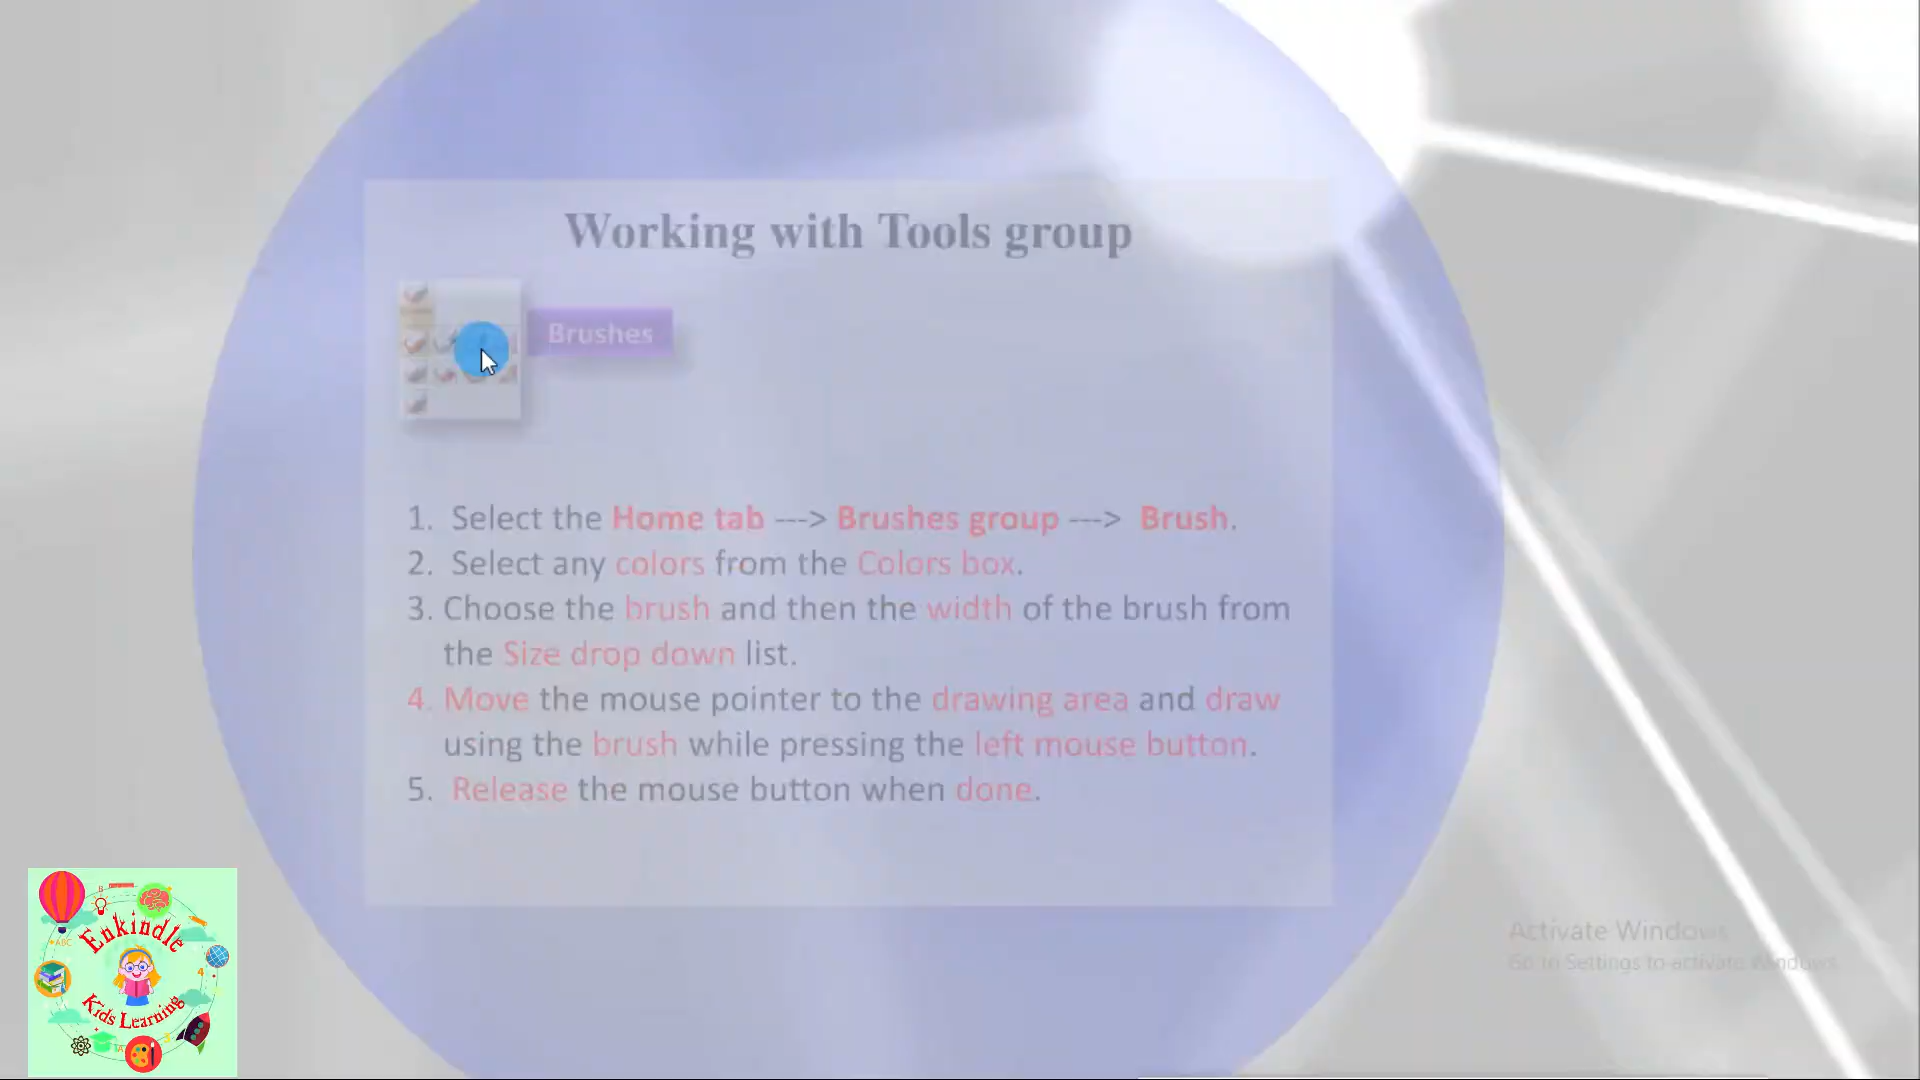 Working with Tools group
Brushes
1. Select the Home tab ---> Brushes group ---> Brush.
2. Select any colors from the Colors box.
3. Choose the brush and then the width of the brush from
the Size drop down list.
4. Move the mouse pointer to the drawing area and draw
using the brush while pressing the left mouse button.
5. Release the mouse button when done.
Enkindle
Kids Learning
Activate Windows
Go to Settings to activate Windows.